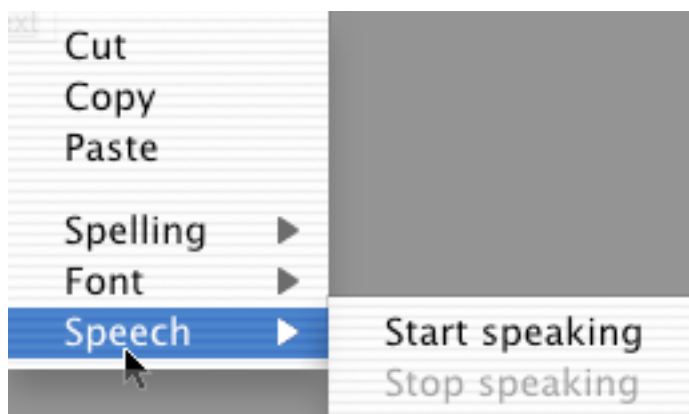 Cut
Copy
Paste
Spelling
Font
Speech
Start speaking
Stop speaking